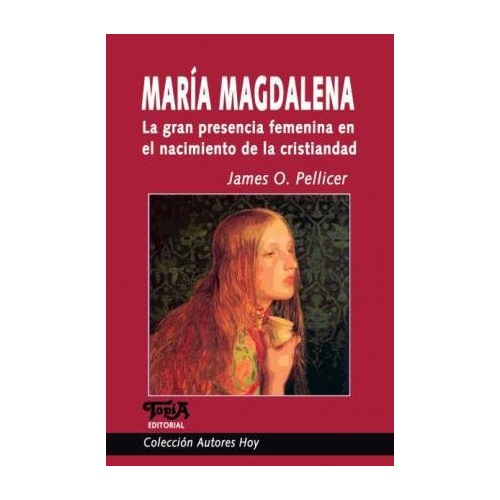 MARÍA MAGDALENA
La gran presencia femenina en
el nacimiento de la cristiandad
James O. Pellicer
Topía
EDITORIAL
Colección Autores Hoy